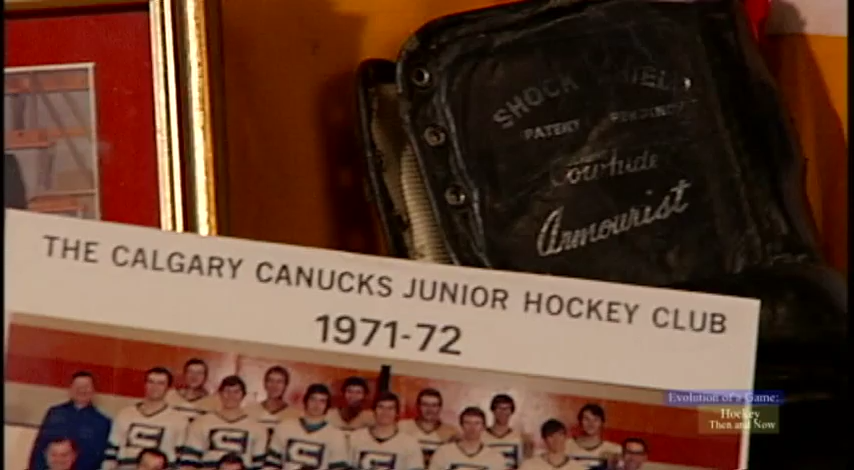 SHOCK SHIELD
PATENT PENDING
Cowhide
Armourist
THE CALGARY CANUCKS JUNIOR HOCKEY CLUB
1971-72
Evolution of a Game:
Hockey
Then and Now